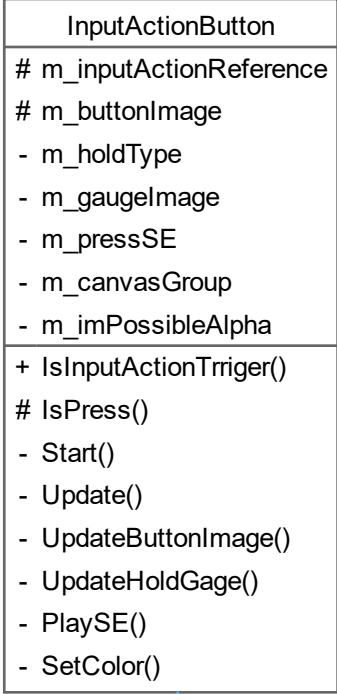 InputActionButton
# m_inputActionReference
# m_buttonImage
- m_holdType
- m_gaugeImage
- m_pressSE
- m_canvasGroup
- m_imPossibleAlpha
+ IsInputActionTrriger()
# IsPress()
- Start()
- Update()
- UpdateButtonImage()
- UpdateHoldGage()
- PlaySE()
- SetColor()